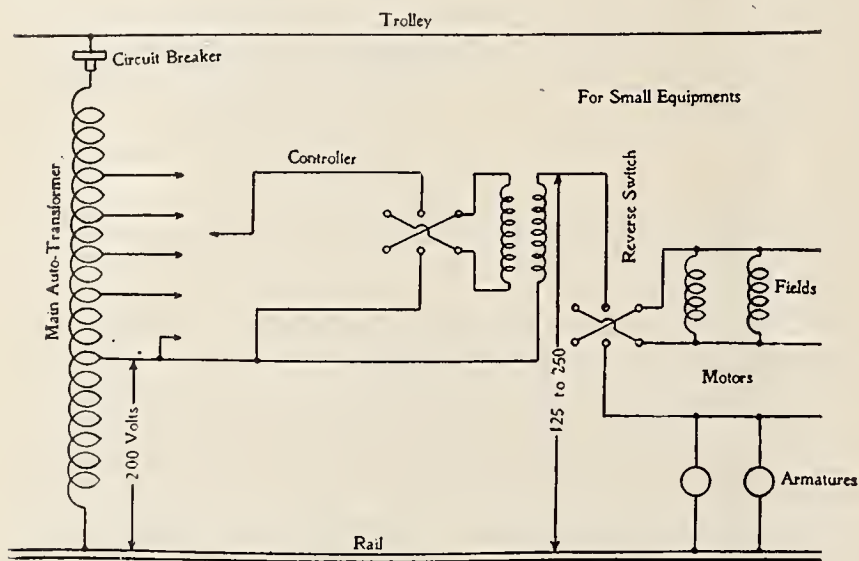 Trolley
Circuit Breaker
For Small Equipments
Controller
Reverse Switch
Main Auto-Transformer
Fields
Motors
200 Volts
125 to 250
Armatures
Rail